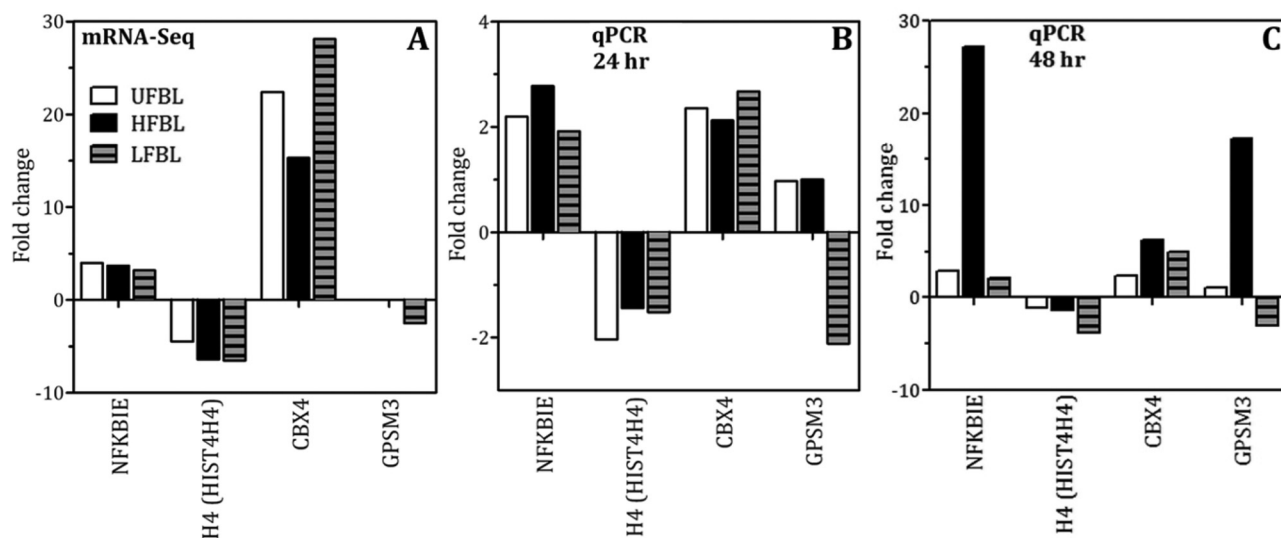 mRNA-Seq
A
UFBL
HFBL
LFBL
Fold change
30
20
10
0
-10
NFKBIE
H4 (HIST4H4)
CBX4
GPSM3
qPCR
24 hr
B
Fold change
4
2
0
-2
NFKBIE
H4 (HIST4H4)
CBX4
GPSM3
qPCR
48 hr
C
Fold change
30
20
10
0
-10
NFKBIE
H4 (HIST4H4)
CBX4
GPSM3